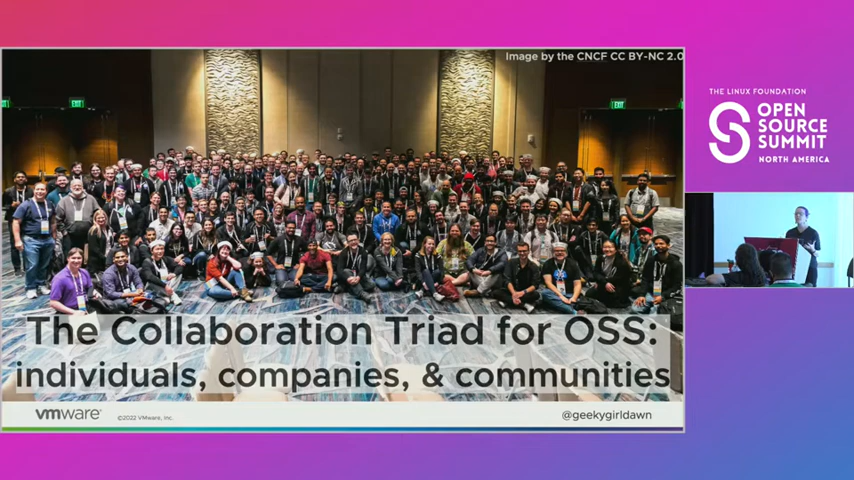 Image by the CNCF CC BY-NC 2.0
The Collaboration Triad for OSS:
individuals, companies, & communities
vmware®
©2022 VMware, Inc.
@geekygirldawn
THE LINUX FOUNDATION
OPEN
SOURCE
SUMMIT
NORTH AMERICA